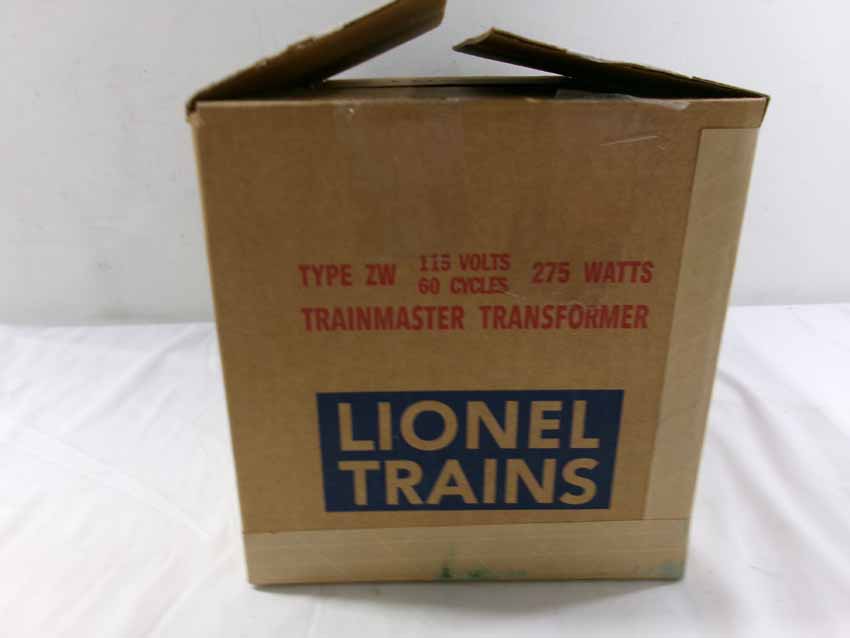 TYPE ZW 115 VOLTS 275 WATTS
60 CYCLES
TRAINMASTER TRANSFORMER
LIONEL
TRAINS